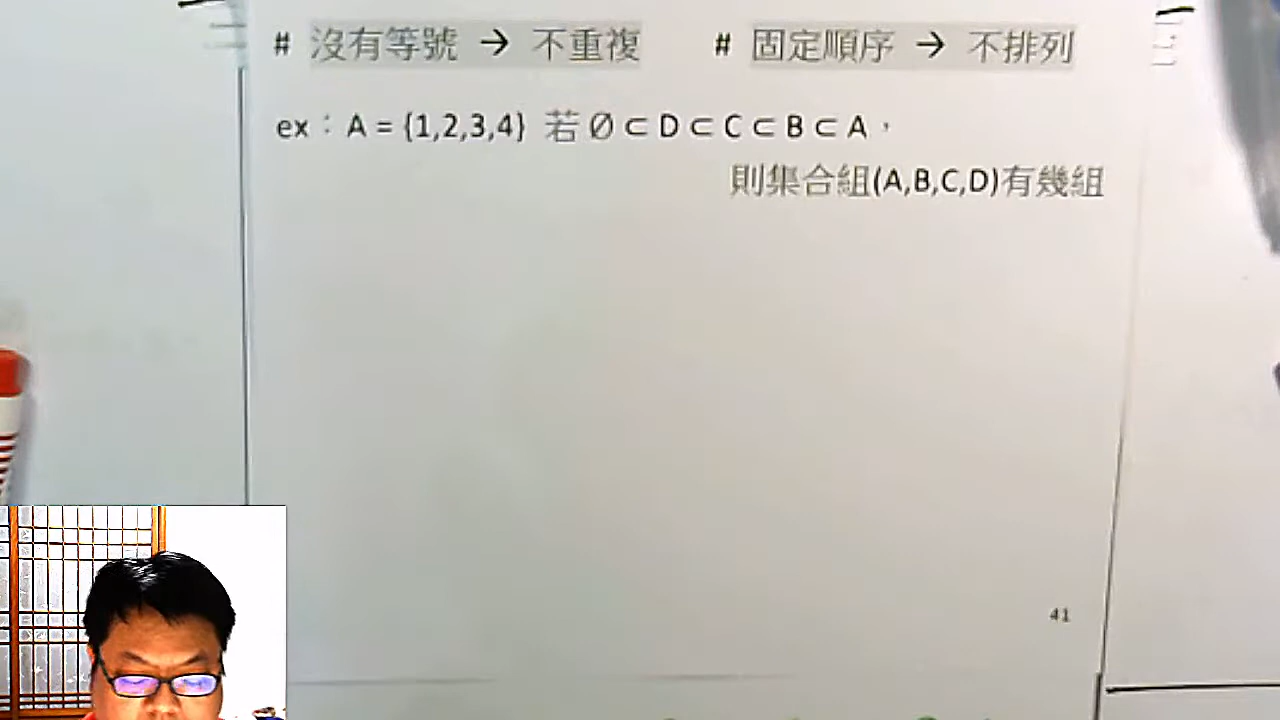 # 沒有等號 → 不重複 # 固定順序 → 不排列
ex：A = {1,2,3,4} 若 ∅ ⊂ D ⊂ C ⊂ B ⊂ A，
則集合組(A,B,C,D)有幾組
41